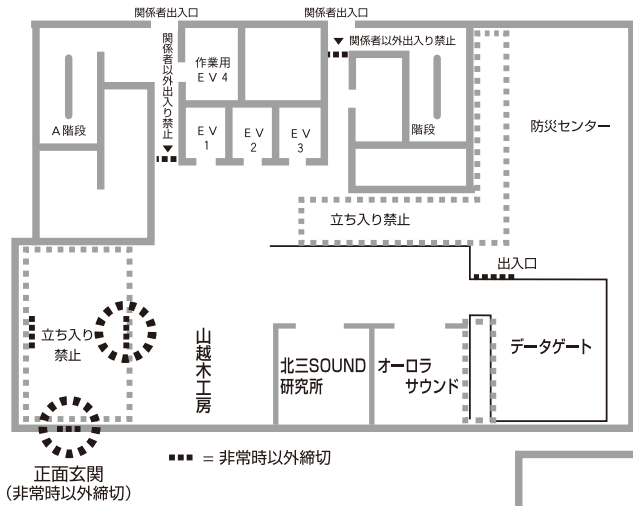 関係者出入口
関係者出入口
関係者以外出入り禁止
関係者以外出入り禁止
作業用
EV4
A階段
階段
EV
1
EV
2
EV
3
防災センター
立ち入り禁止
出入口
立ち入り
禁止
山越木工房
北三SOUND
研究所
オーロラ
サウンド
データゲート
= 非常時以外締切
正面玄関
(非常時以外締切)